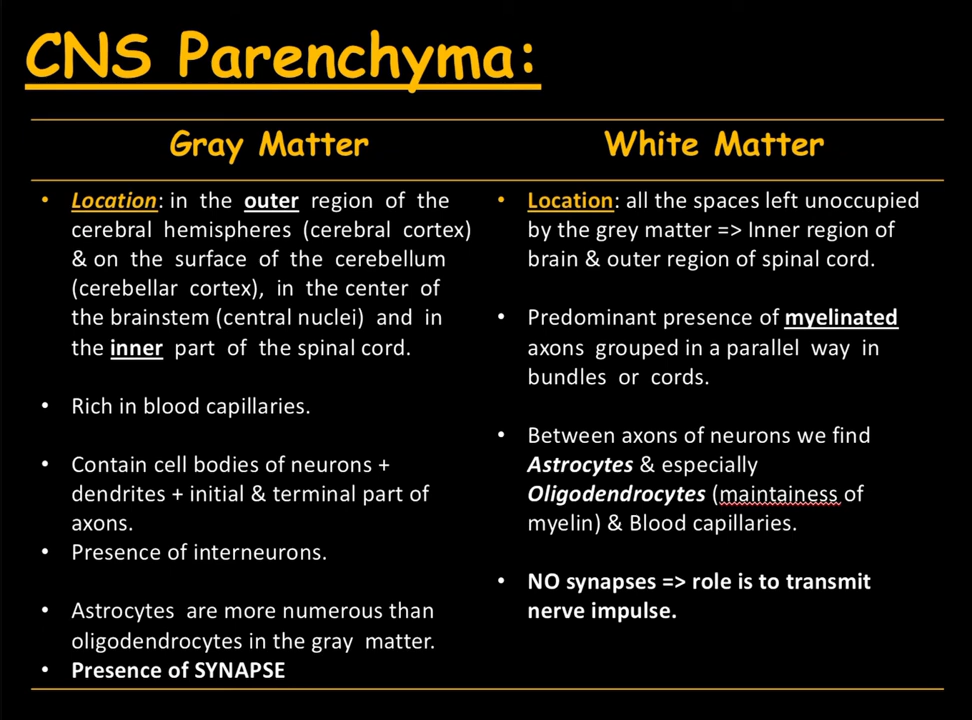 CNS Parenchyma:
Gray Matter
White Matter
• Location: in the outer region of the
cerebral hemispheres (cerebral cortex)
& on the surface of the cerebellum
(cerebellar cortex), in the center of
the brainstem (central nuclei) and in
the inner part of the spinal cord.
• Rich in blood capillaries.
• Contain cell bodies of neurons +
dendrites + initial & terminal part of
axons.
• Presence of interneurons.
• Astrocytes are more numerous than
oligodendrocytes in the gray matter.
• Presence of SYNAPSE
• Location: all the spaces left unoccupied
by the grey matter => Inner region of
brain & outer region of spinal cord.
• Predominant presence of myelinated
axons grouped in a parallel way in
bundles or cords.
• Between axons of neurons we find
Astrocytes & especially
Oligodendrocytes (maintainess of
myelin) & Blood capillaries.
• NO synapses => role is to transmit
nerve impulse.